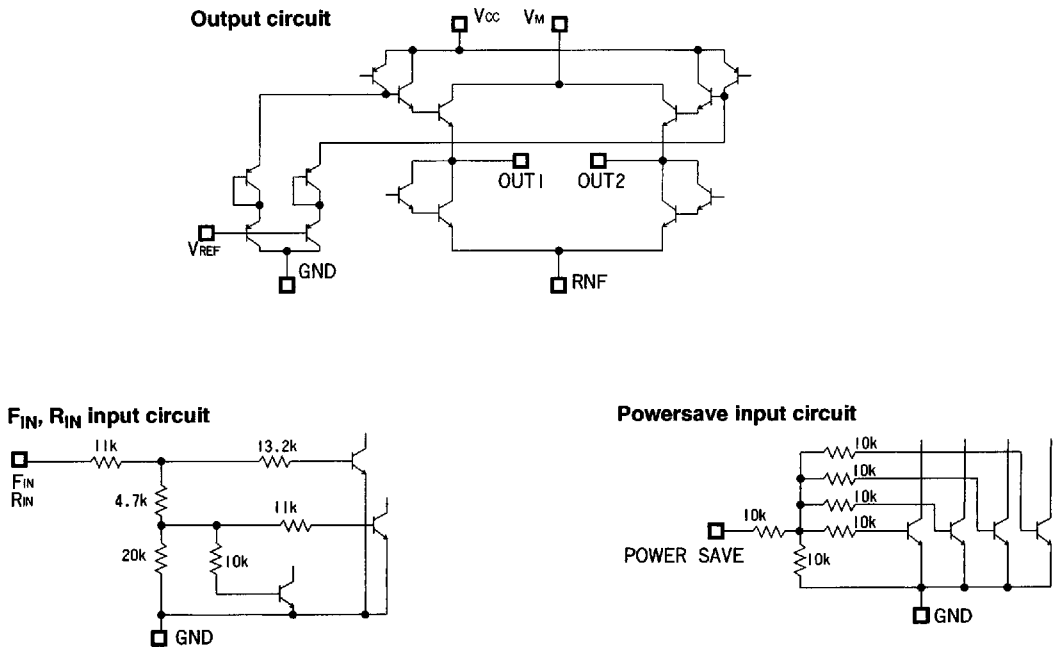 Output circuit
VCC
VM
OUT1
OUT2
VREF
GND
RNF
FIN, RIN input circuit
11k
13.2k
FIN
RIN
4.7k
11k
20k
10k
GND
Powersave input circuit
10k
10k
10k
10k
10k
POWER SAVE
10k
GND